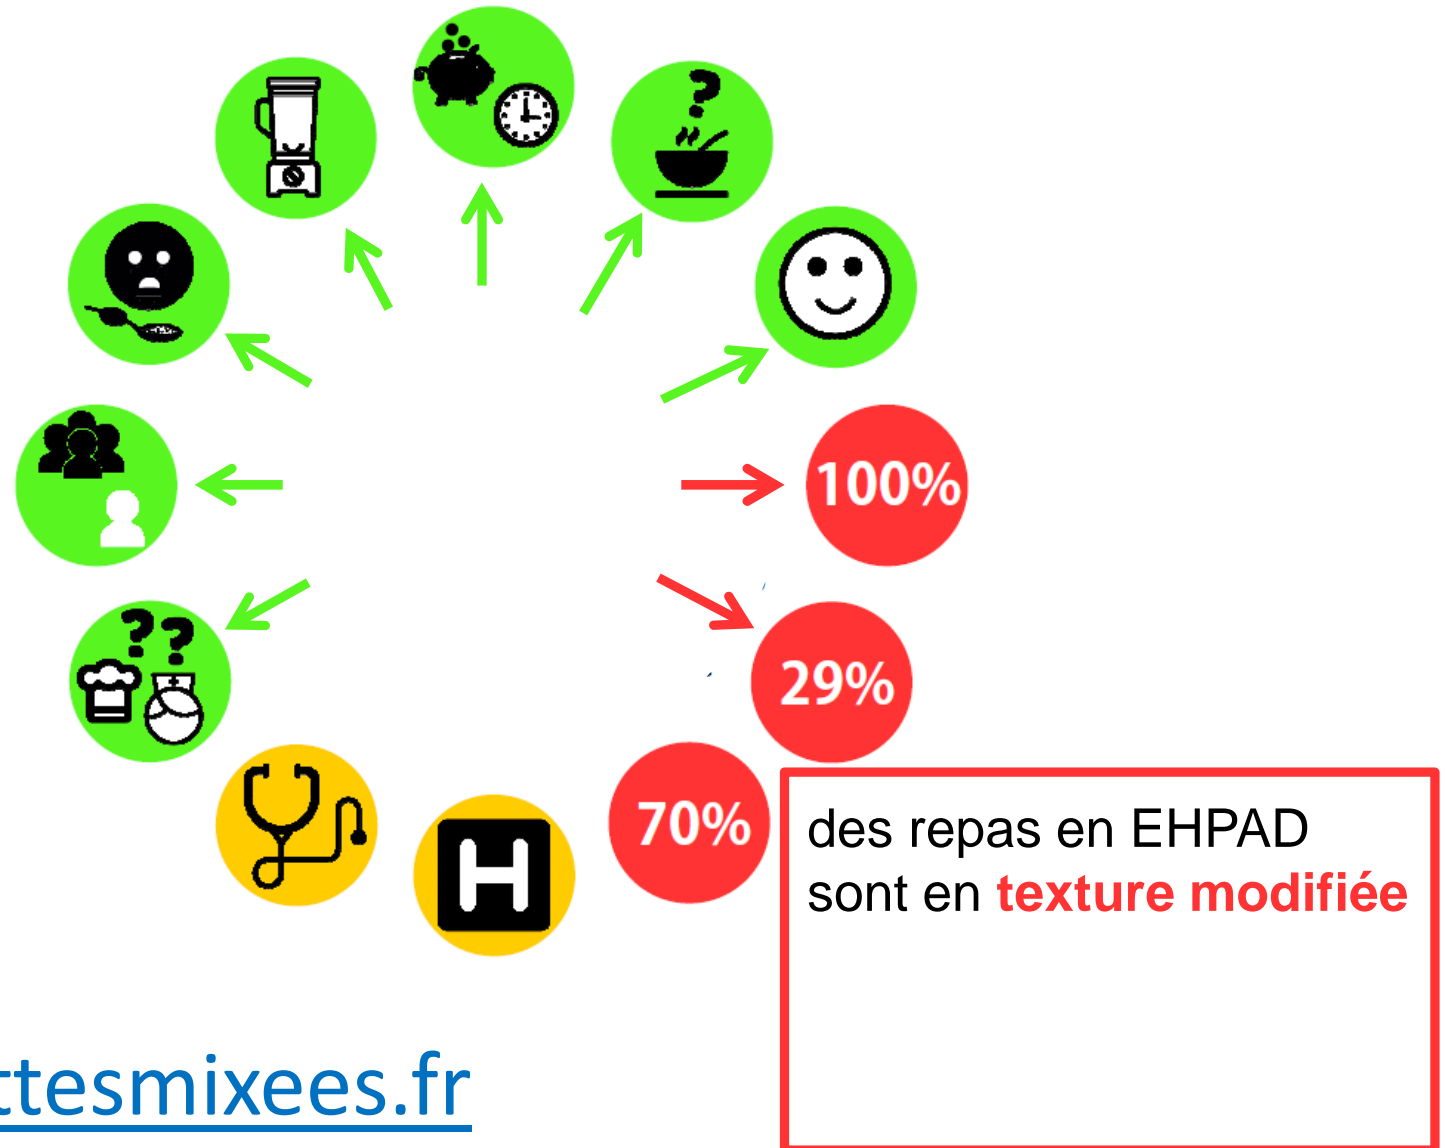 ?
100%
29%
??
70%
H
des repas en EHPAD
sont en texture modifiée
ttesmixees.fr